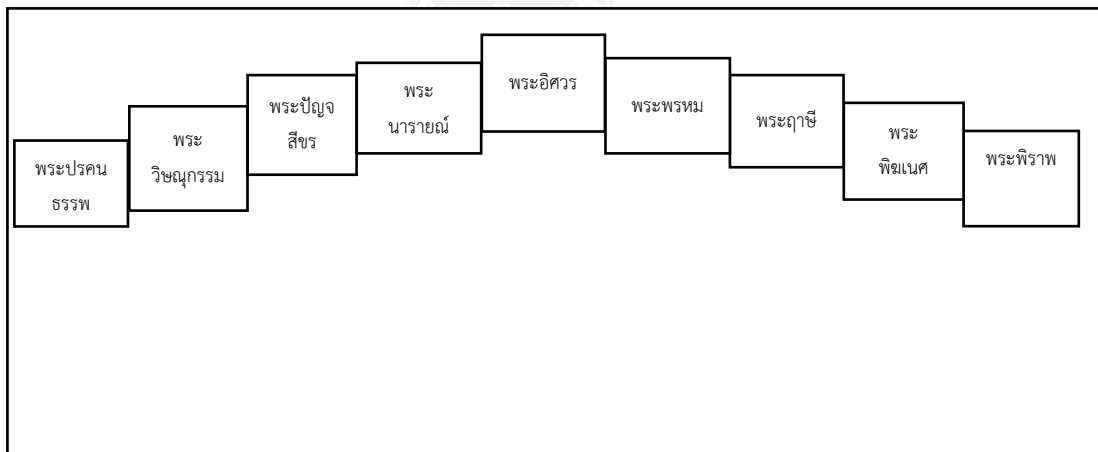 พระปรคน
ธรรพ
พระ
วิษณุกรรม
พระปัญจ
สีขร
พระ
นารายณ์
พระอิศวร
พระพรหม
พระฤาษี
พระ
พิฆเนศ
พระพิราพ